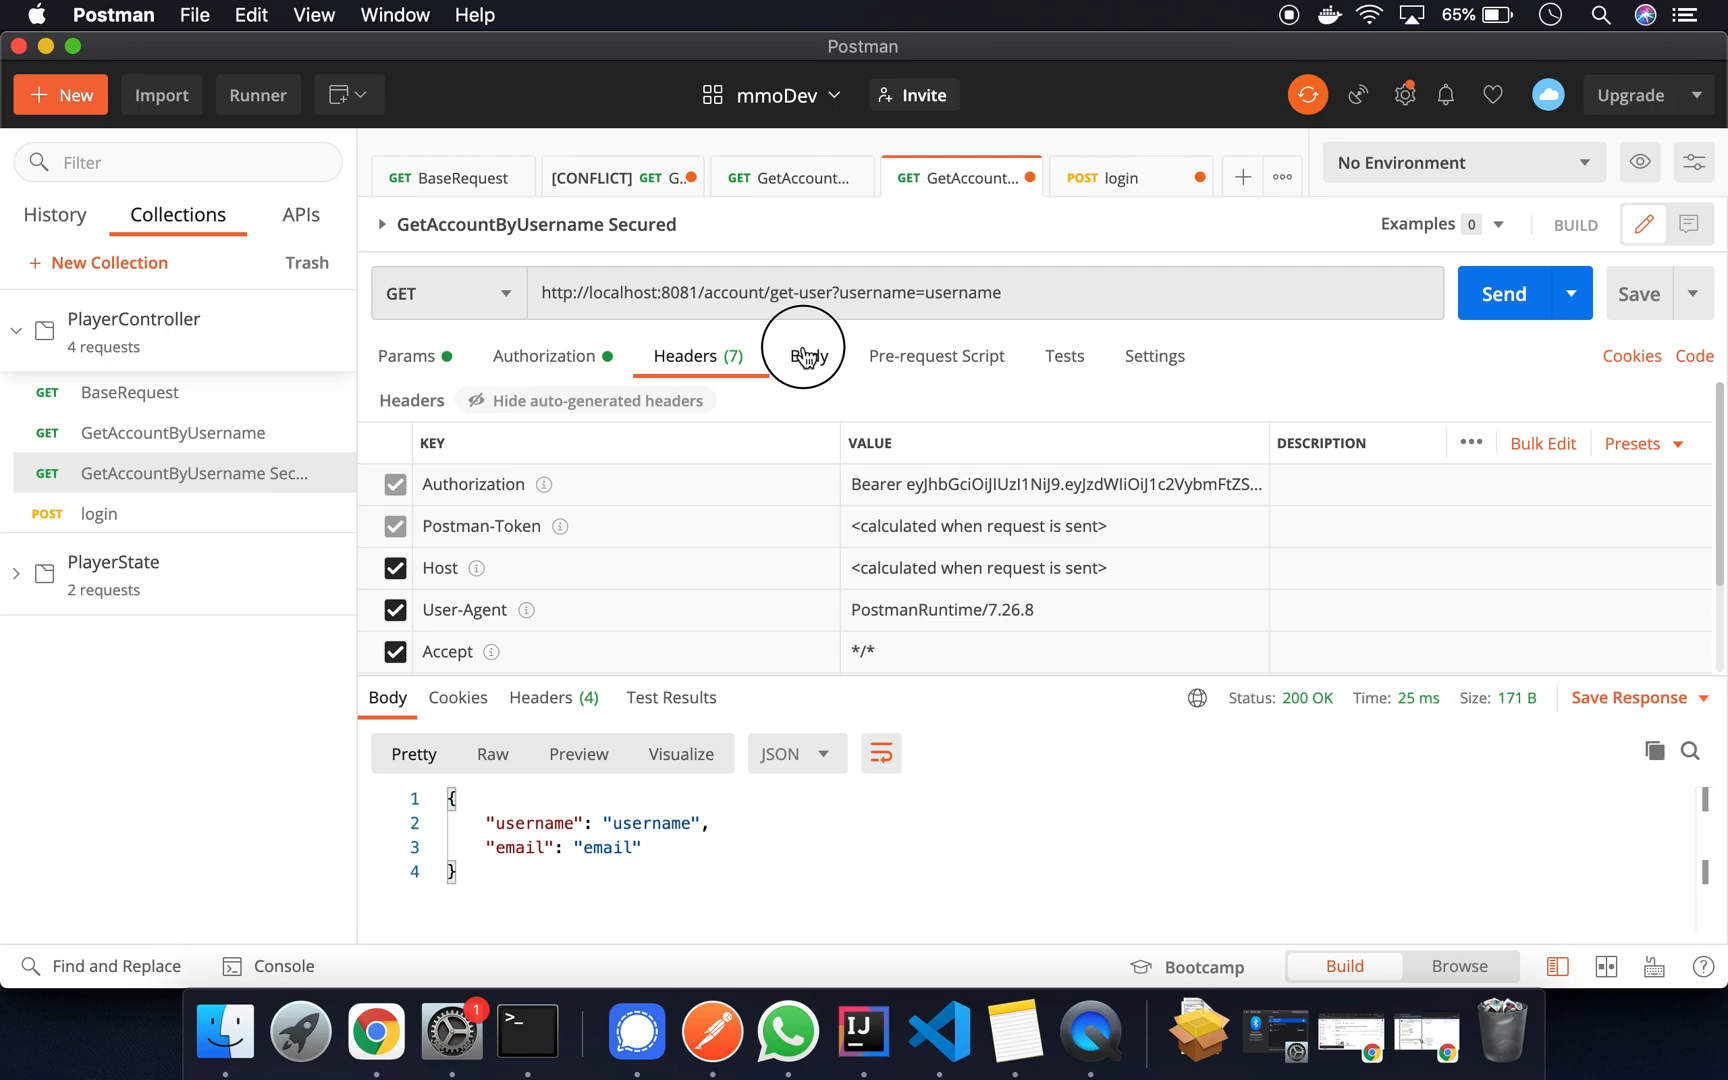 Postman File Edit View Window Help 65%
Postman
New Import Runner mmoDev Invite Upgrade
Filter
GET BaseRequest [CONFLICT] GET G.. GET GetAccount... GET GetAccount... POST login No Environment
History Collections APIs
GetAccountByUsername Secured Examples 0 BUILD
+ New Collection Trash
GET http://localhost:8081/account/get-user?username=username Send Save
PlayerController
4 requests
Params Authorization Headers (7) Body Pre-request Script Tests Settings Cookies Code
GET BaseRequest
Headers Hide auto-generated headers
GET GetAccountByUsername
KEY VALUE DESCRIPTION Bulk Edit Presets
GET GetAccountByUsername Sec...
Authorization Bearer eyJhbGciOiJIUzI1NiJ9.eyJzdWIiOiJ1c2VybmFtZS...
POST login
Postman-Token <calculated when request is sent>
PlayerState
2 requests
Host <calculated when request is sent>
User-Agent PostmanRuntime/7.26.8
Accept */*
Body Cookies Headers (4) Test Results Status: 200 OK Time: 25 ms Size: 171 B Save Response
Pretty Raw Preview Visualize JSON
1 {
2 "username": "username",
3 "email": "email"
4 }
Find and Replace Console Bootcamp Build Browse
1
>_
IJ